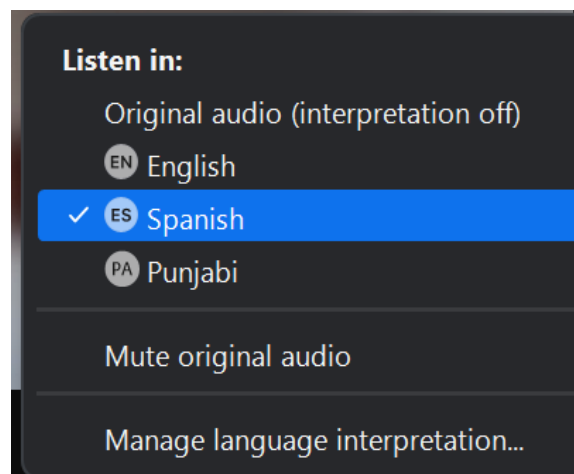 Listen in:
Original audio (interpretation off)
EN English
ES Spanish
PA Punjabi
Mute original audio
Manage language interpretation...